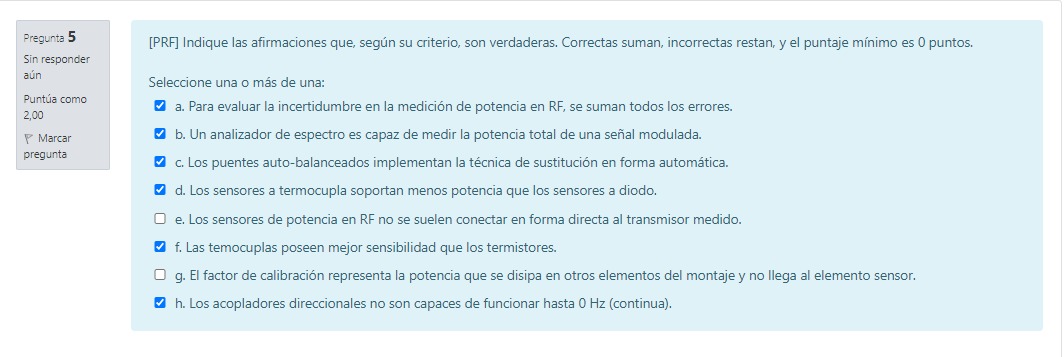 Pregunta 5
Sin responder
aún
Puntúa como
2,00
Marcar
pregunta
[PRF] Indique las afirmaciones que, según su criterio, son verdaderas. Correctas suman, incorrectas restan, y el puntaje mínimo es 0 puntos.
Seleccione una o más de una:
a. Para evaluar la incertidumbre en la medición de potencia en RF, se suman todos los errores.
b. Un analizador de espectro es capaz de medir la potencia total de una señal modulada.
c. Los puentes auto-balanceados implementan la técnica de sustitución en forma automática.
d. Los sensores a termocupla soportan menos potencia que los sensores a diodo.
e. Los sensores de potencia en RF no se suelen conectar en forma directa al transmisor medido.
f. Las temocuplas poseen mejor sensibilidad que los termistores.
g. El factor de calibración representa la potencia que se disipa en otros elementos del montaje y no llega al elemento sensor.
h. Los acopladores direccionales no son capaces de funcionar hasta 0 Hz (continua).